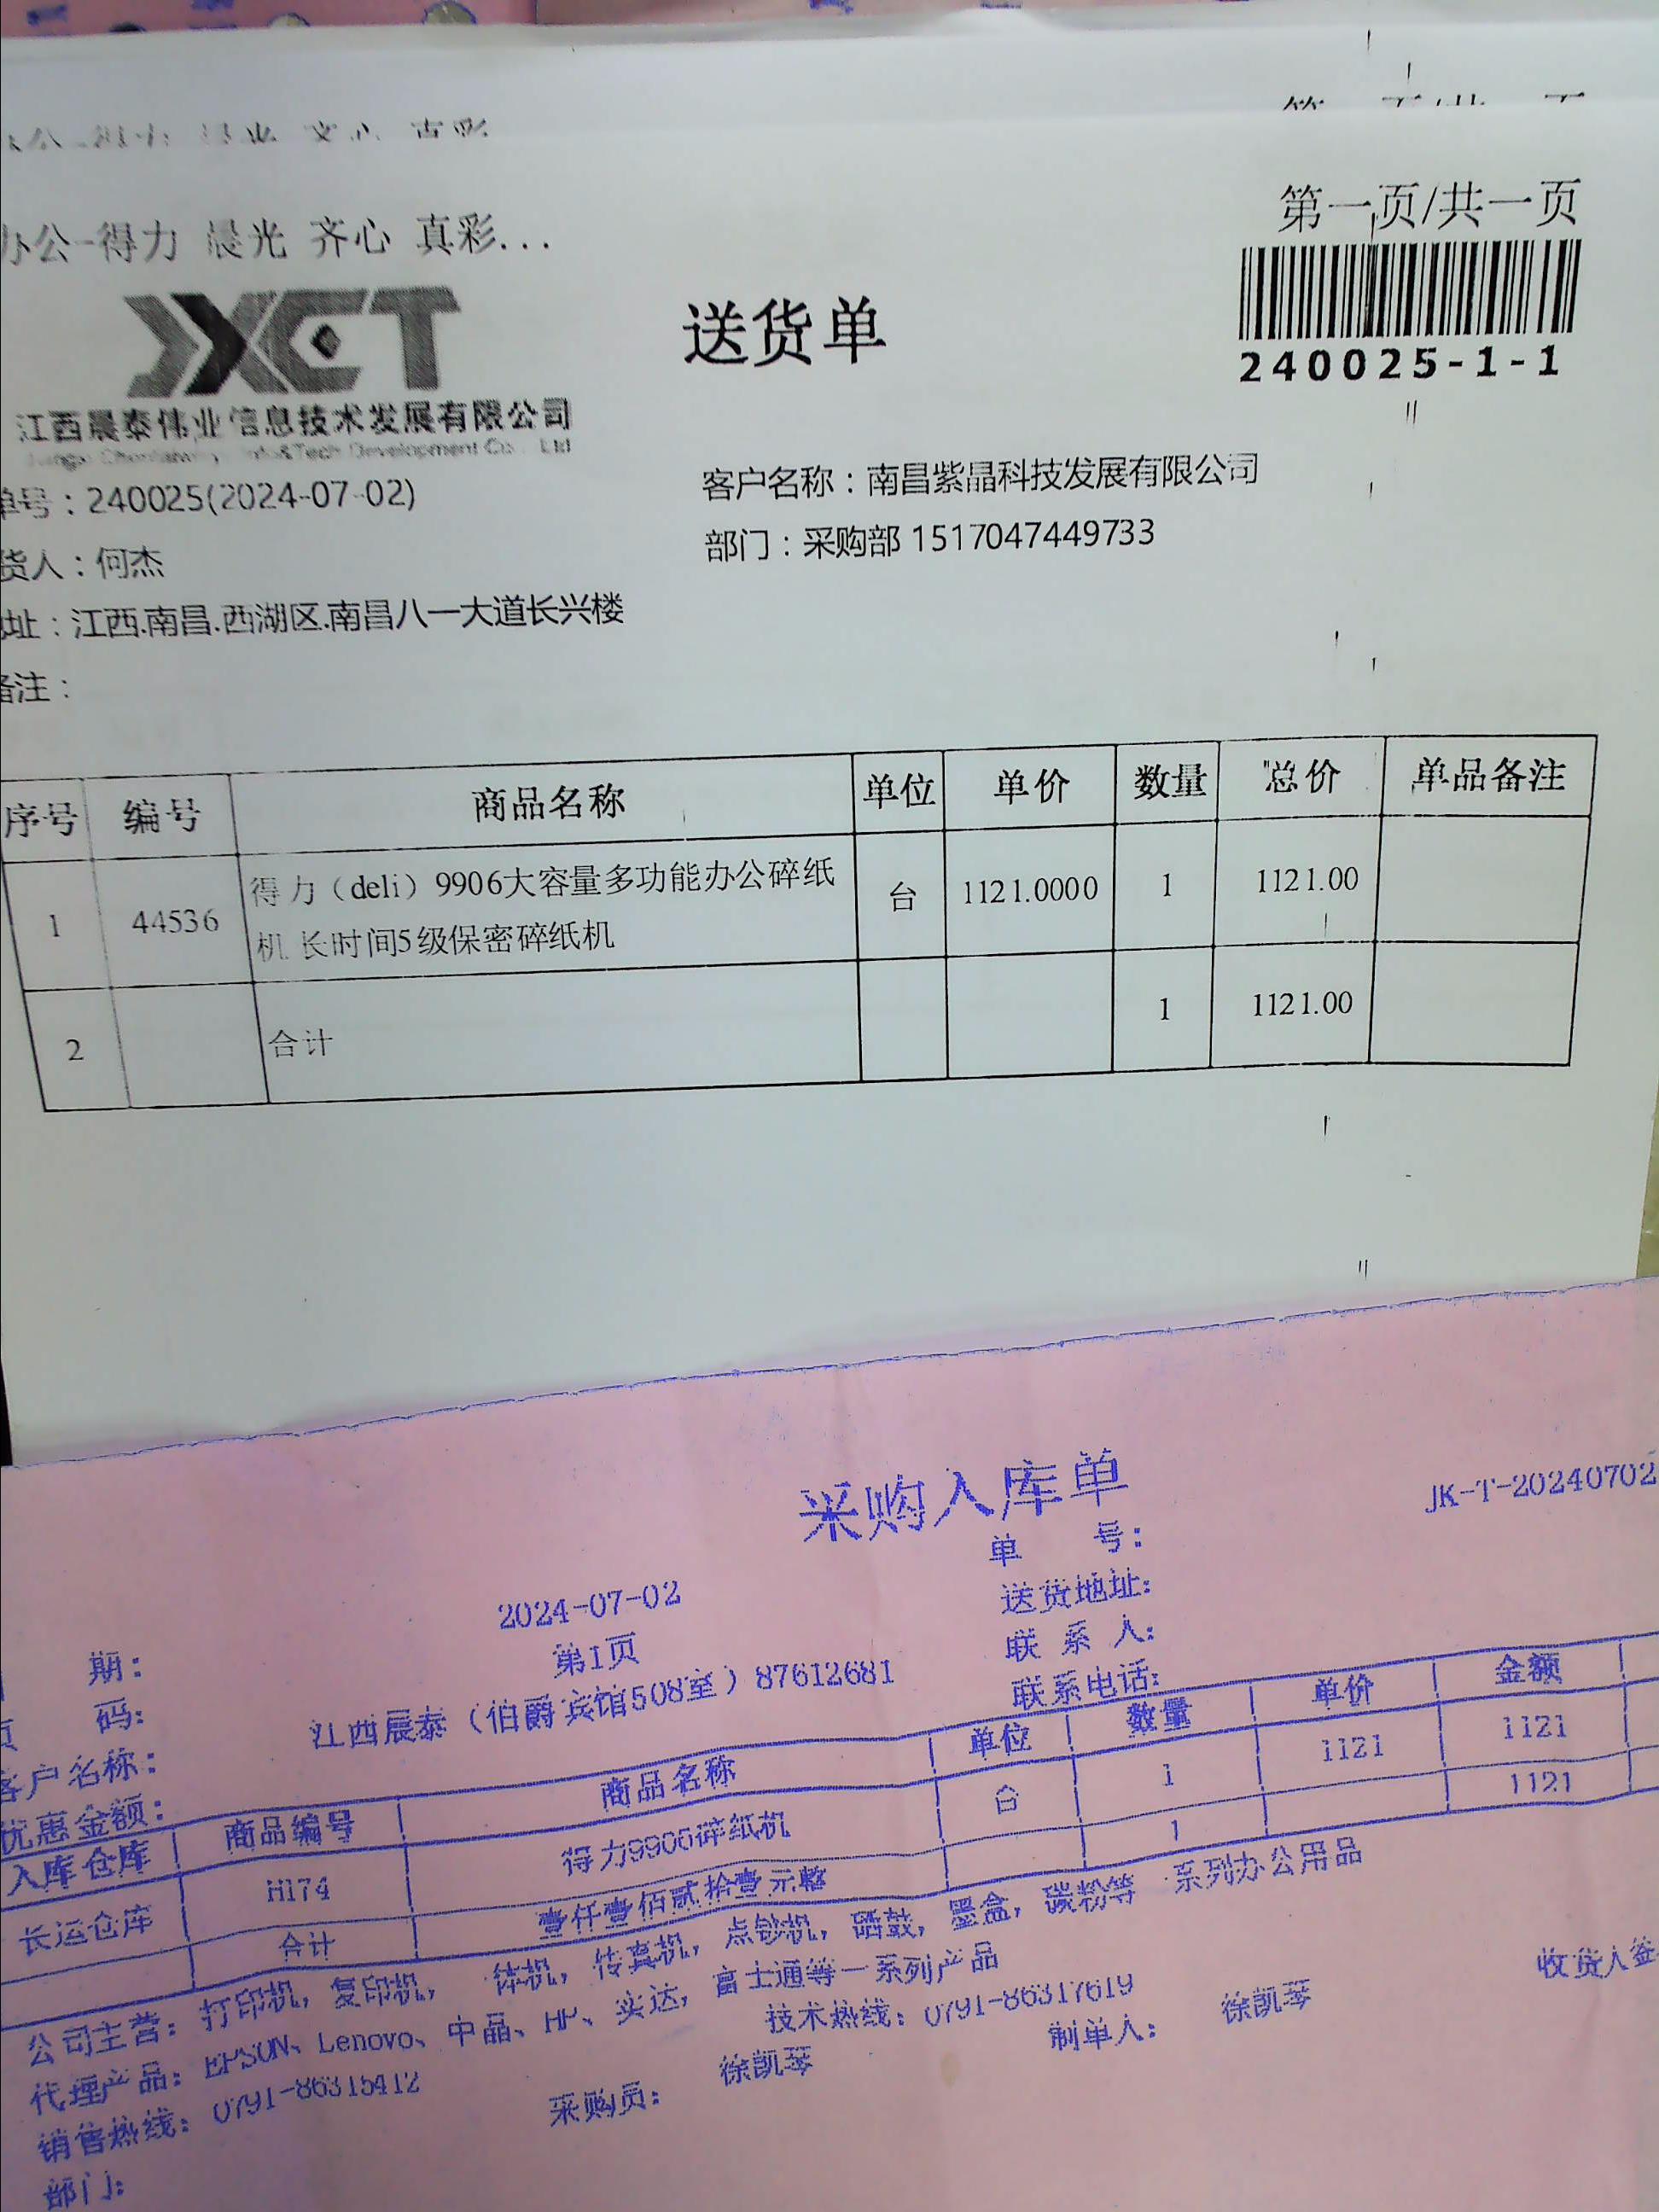 办公-得力 晨光 齐心 真彩...
第一页/共一页
JXCT
送货单
240025-1-1
江西晨泰伟业信息技术发展有限公司
Info&Tech Development Co., Ltd
单号：240025(2024-07-02)
客户名称：南昌紫晶科技发展有限公司
货人：何杰
部门：采购部 1517047449733
址：江西.南昌.西湖区.南昌八一大道长兴楼
备注：
序号 编号 商品名称 单位 单价 数量 总价 单品备注
1 44536 得力（deli）9906大容量多功能办公碎纸机 长时间5级保密碎纸机 台 1121.0000 1 1121.00
2 合计 1 1121.00
采购入库单
单 号： JK-T-20240702
期： 2024-07-02 送货地址：
页 码： 第1页 联 系 人：
客户名称： 江西晨泰（伯爵宾馆508室）87612681 联系电话：
优惠金额：
入库仓库 商品编号 商品名称 单位 数量 单价 金额
长运仓库 H174 得力9906碎纸机 台 1 1121 1121
合计 壹仟壹佰贰拾壹元整 1 1121
公司主营：打印机，复印机， 体机，传真机，点钞机，硒鼓，墨盒，碳粉等 系列办公用品
代理产品：EPSON、Lenovo、中晶、HP、实达，富士通等一系列产品
销售热线：0791-86315412 技术热线：0791-86317619
部门： 采购员： 徐凯琴 制单人： 徐凯琴 收货人签